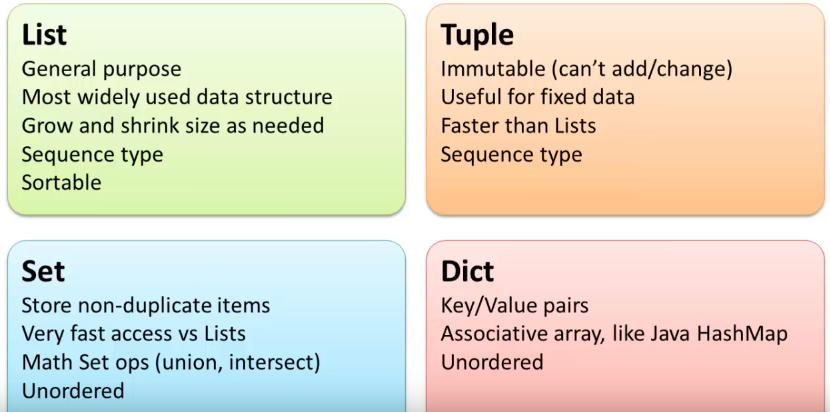 List
General purpose
Most widely used data structure
Grow and shrink size as needed
Sequence type
Sortable
Tuple
Immutable (can’t add/change)
Useful for fixed data
Faster than Lists
Sequence type
Set
Store non-duplicate items
Very fast access vs Lists
Math Set ops (union, intersect)
Unordered
Dict
Key/Value pairs
Associative array, like Java HashMap
Unordered